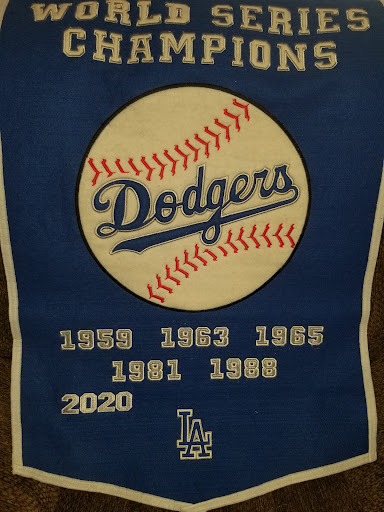 WORLD SERIES
CHAMPIONS
Dodgers
1959 1963 1965
1981 1988
2020
LA